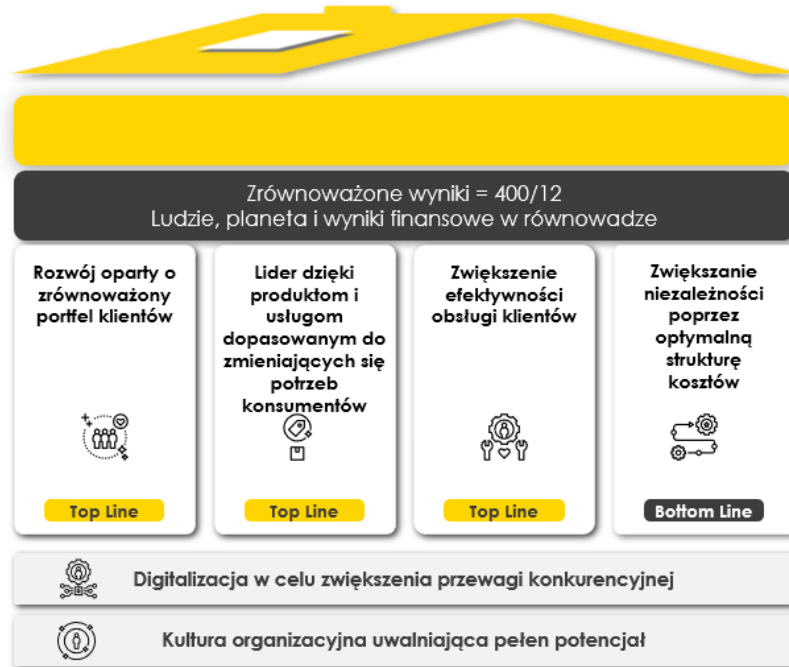 Zrównoważone wyniki = 400/12
Ludzie, planeta i wyniki finansowe w równowadze
Rozwój oparty o
zrównoważony
portfel klientów
Top Line
Lider dzięki
produktom i
usługom
dopasowanym do
zmieniających się
potrzeb
konsumentów
Top Line
Zwiększenie
efektywności
obsługi klientów
Top Line
Zwiększanie
niezależności
poprzez
optymalną
strukturę
kosztów
Bottom Line
Digitalizacja w celu zwiększenia przewagi konkurencyjnej
Kultura organizacyjna uwalniająca pełen potencjał